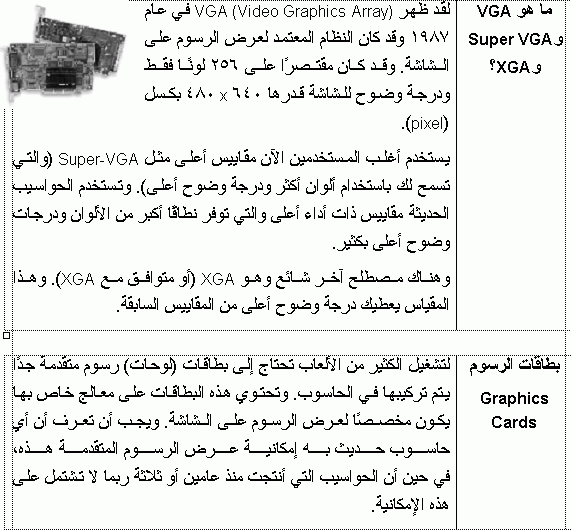 ما هو VGA
وSuper VGA
وXGA؟
لقد ظهر VGA (Video Graphics Array) في عام
١٩٨٧ وقد كان النظام المعتمد لعرض الرسوم على
الشاشة. وقد كان مقتصرًا على ٢٥٦ لونًا فقط
ودرجة وضوح للشاشة قدرها ٦٤٠ x ٤٨٠ بكسل
(pixel).
يستخدم أغلب المستخدمين الآن مقاييس أعلى مثل Super-VGA (والتي
تسمح لك باستخدام ألوان أكثر ودرجة وضوح أعلى). وتستخدم الحواسيب
الحديثة مقاييس ذات أداء أعلى والتي توفر نطاقًا أكبر من الألوان ودرجات
وضوح أعلى بكثير.
وهناك مصطلح آخر شائع وهو XGA (أو متوافق مع XGA). وهذا
المقياس يعطيك درجة وضوح أعلى من المقاييس السابقة.
بطاقات الرسوم
Graphics
Cards
لتشغيل الكثير من الألعاب تحتاج إلى بطاقات (لوحات) رسوم متقدمة جدًا
يتم تركيبها في الحاسوب. وتحتوي هذه البطاقات على معالج خاص بها
يكون مخصصًا لعرض الرسوم على الشاشة. ويجب أن تعرف أن أي
حاسوب حديث به إمكانية عرض الرسوم المتقدمة هذه،
في حين أن الحواسيب التي أنتجت منذ عامين أو ثلاثة ربما لا تشتمل على
هذه الإمكانية.